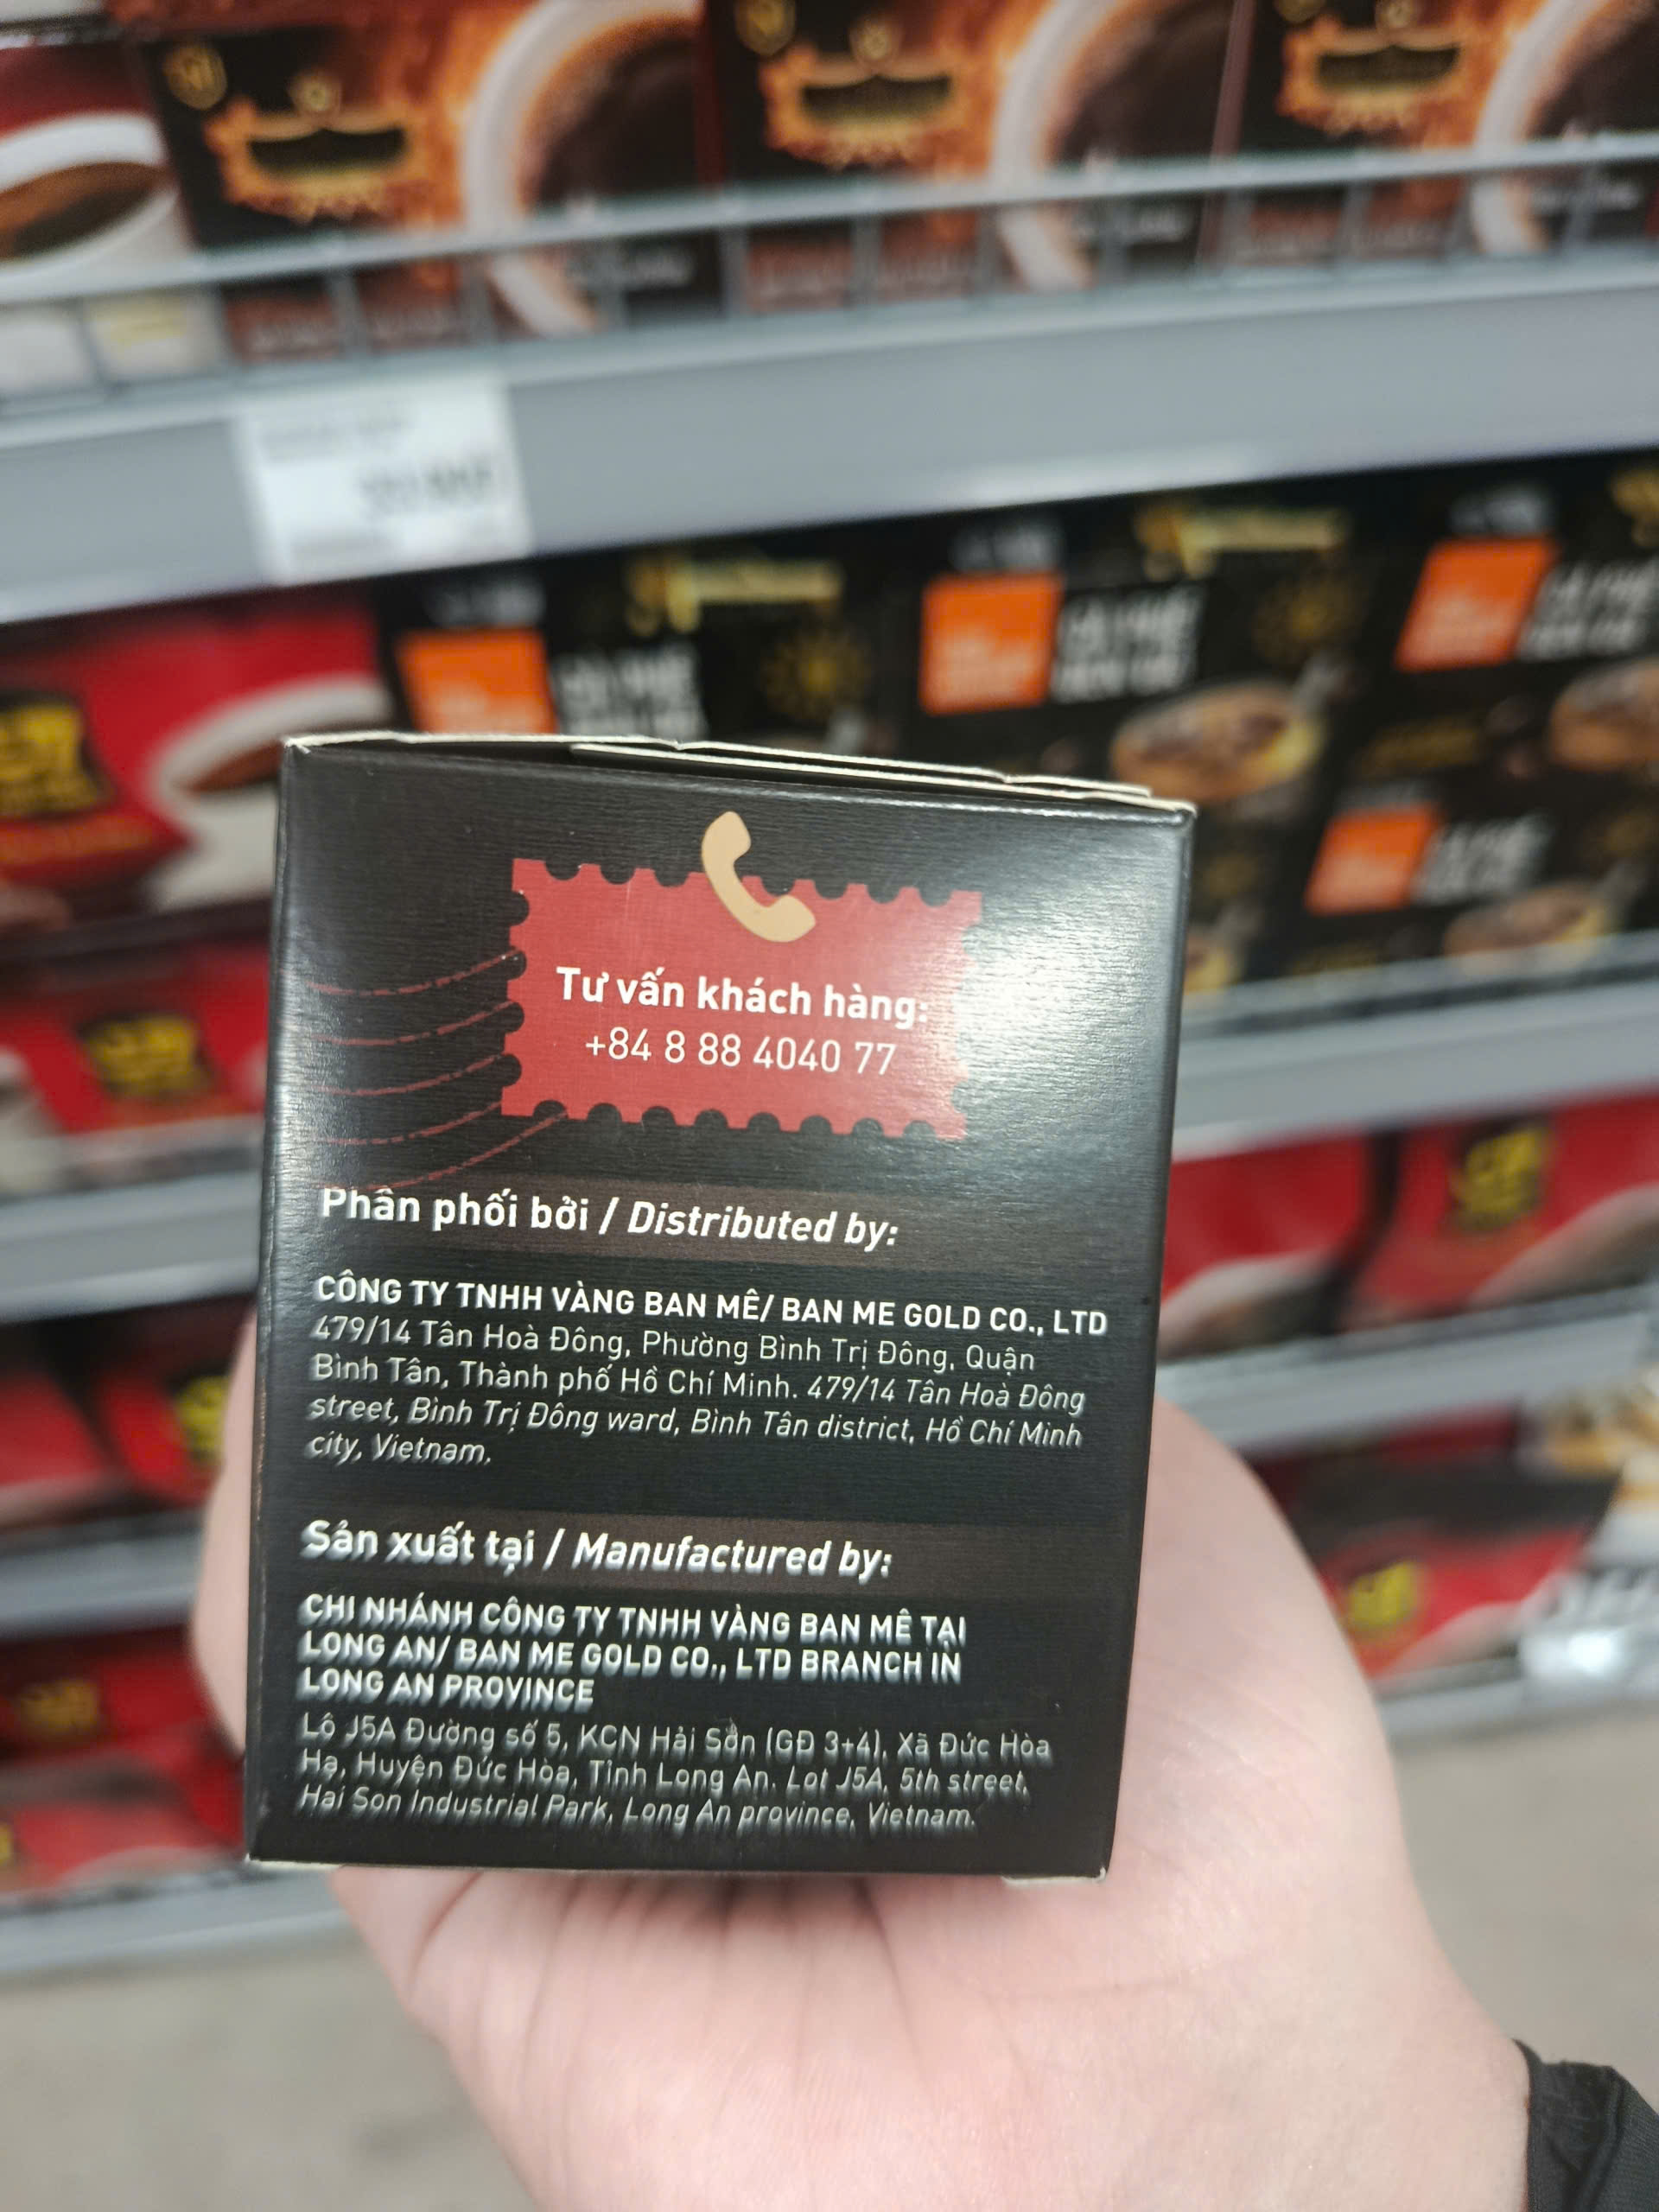 Tư vấn khách hàng:
+84 8 88 4040 77
Phân phối bởi / Distributed by:
CÔNG TY TNHH VÀNG BAN MÊ/ BAN ME GOLD CO., LTD
479/14 Tân Hoà Đông, Phường Bình Trị Đông, Quận
Bình Tân, Thành phố Hồ Chí Minh. 479/14 Tân Hoà Đông
street, Bình Trị Đông ward, Bình Tân district, Hồ Chí Minh
city, Vietnam.
Sản xuất tại / Manufactured by:
CHI NHÁNH CÔNG TY TNHH VÀNG BAN MÊ TẠI
LONG AN/ BAN ME GOLD CO., LTD BRANCH IN
LONG AN PROVINCE
Lô J5A Đường số 5, KCN Hải Sơn (GĐ 3+4), Xã Đức Hòa
Hạ, Huyện Đức Hòa, Tỉnh Long An. Lot J5A, 5th street,
Hai Son Industrial Park, Long An province, Vietnam.